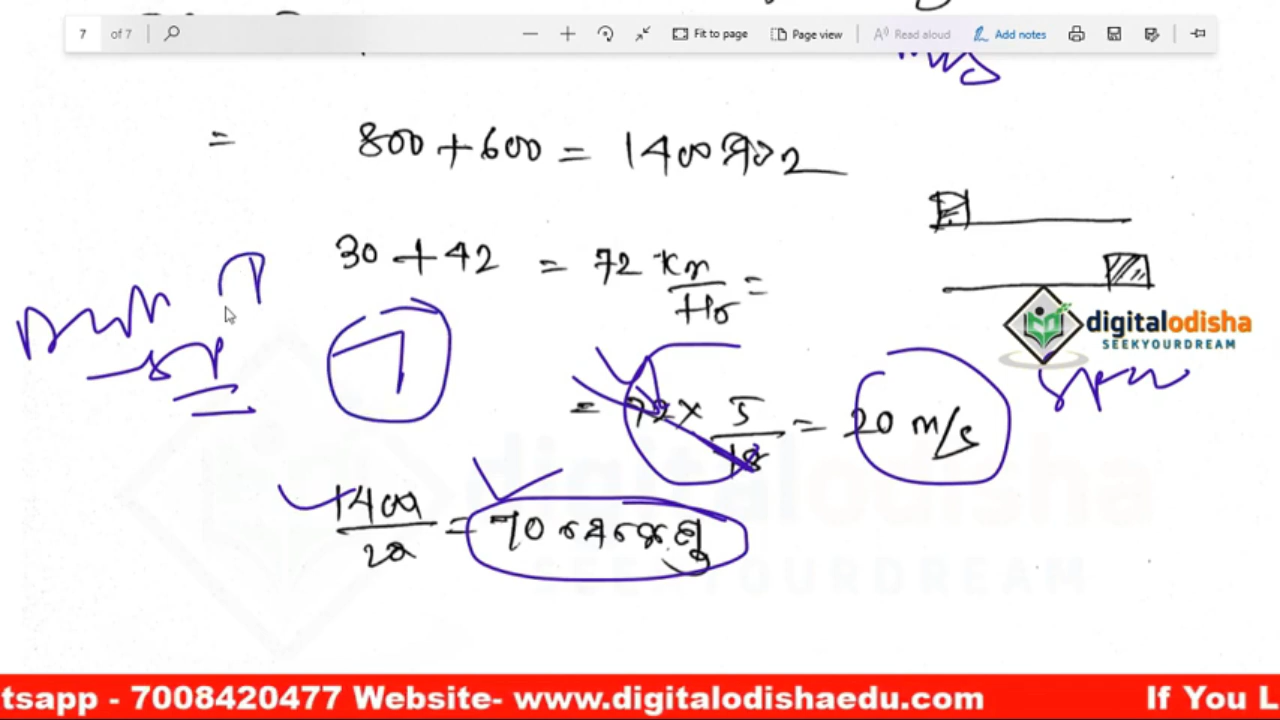 7 of 7 Fit to page Page view Read aloud Add notes
= 800 + 600 = 1400 ମିଟର
30 + 42 = 72 Km/Hr =
7
= 72 × 5/18 = 20 m/s
1400/20 = 70 ସେକେଣ୍ଡ
digitalodisha
SEEKYOURDREAM
tsapp - 7008420477 Website- www.digitalodishaedu.com If You L